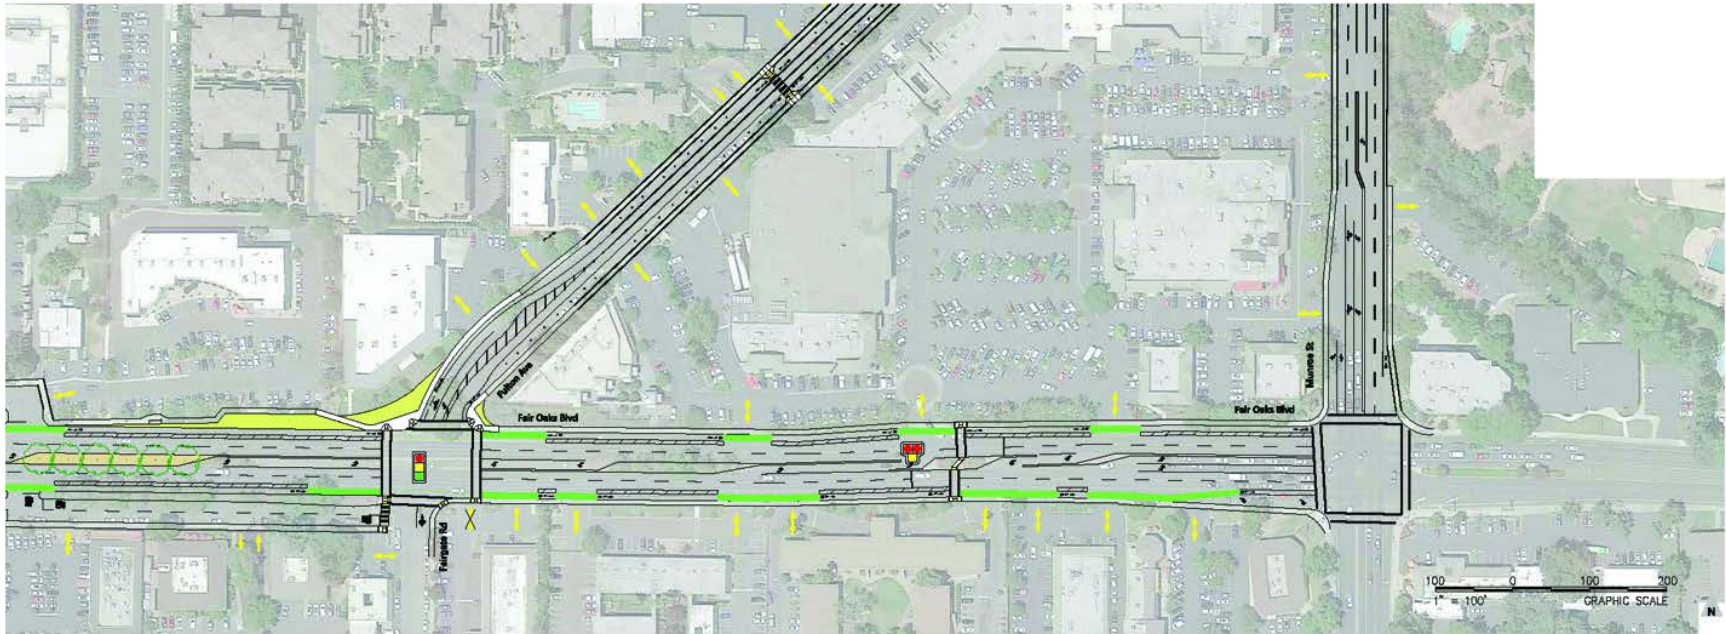 Fulton Ave
Fair Oaks Blvd
Fair Oaks Blvd
Munroe St
Fairgate Rd
100 0 100 200
1" = 100'
GRAPHIC SCALE
N